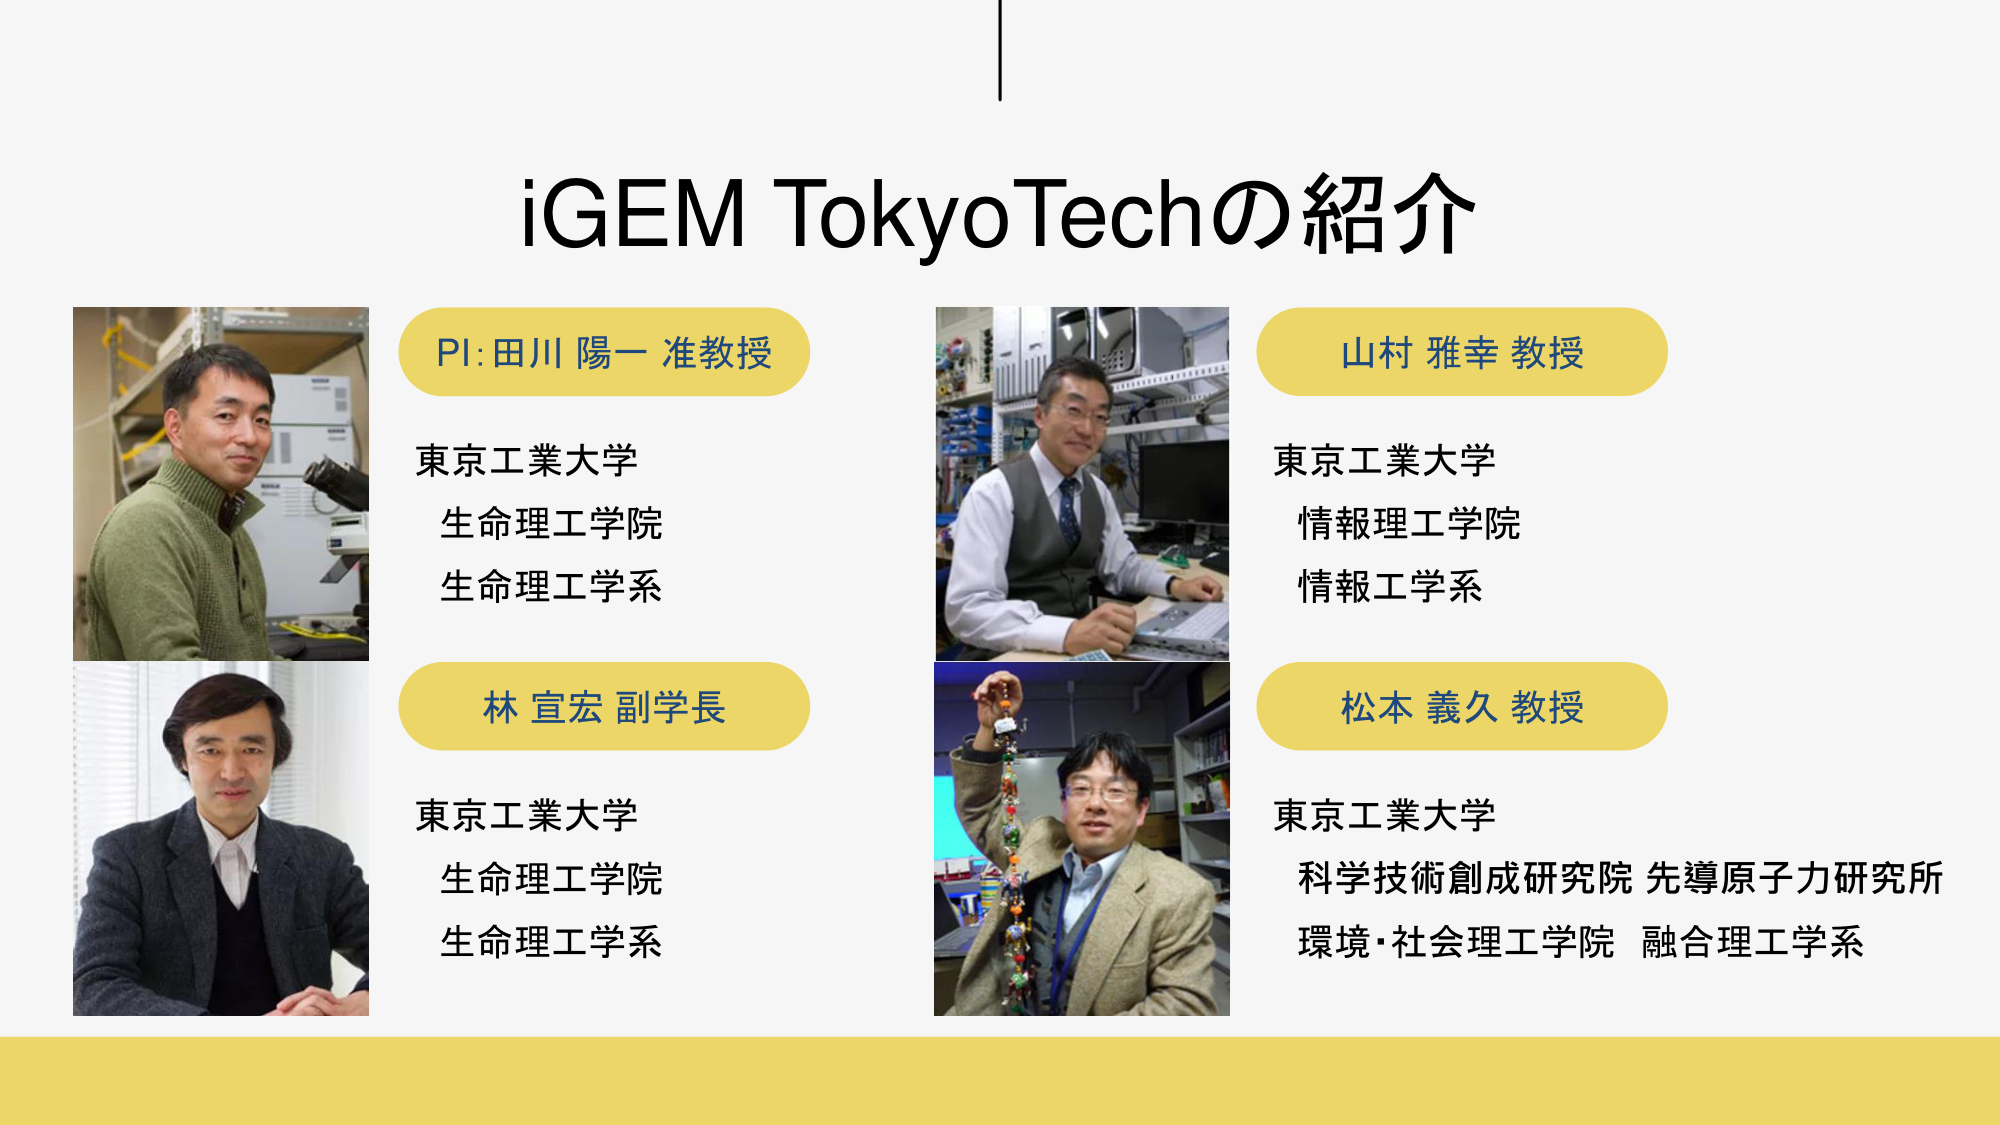 iGEM TokyoTechの紹介
PI:田川 陽一 准教授
東京工業大学
生命理工学院
生命理工学系
山村 雅幸 教授
東京工業大学
情報理工学院
情報工学系
林 宣宏 副学長
東京工業大学
生命理工学院
生命理工学系
松本 義久 教授
東京工業大学
科学技術創成研究院 先導原子力研究所
環境・社会理工学院 融合理工学系